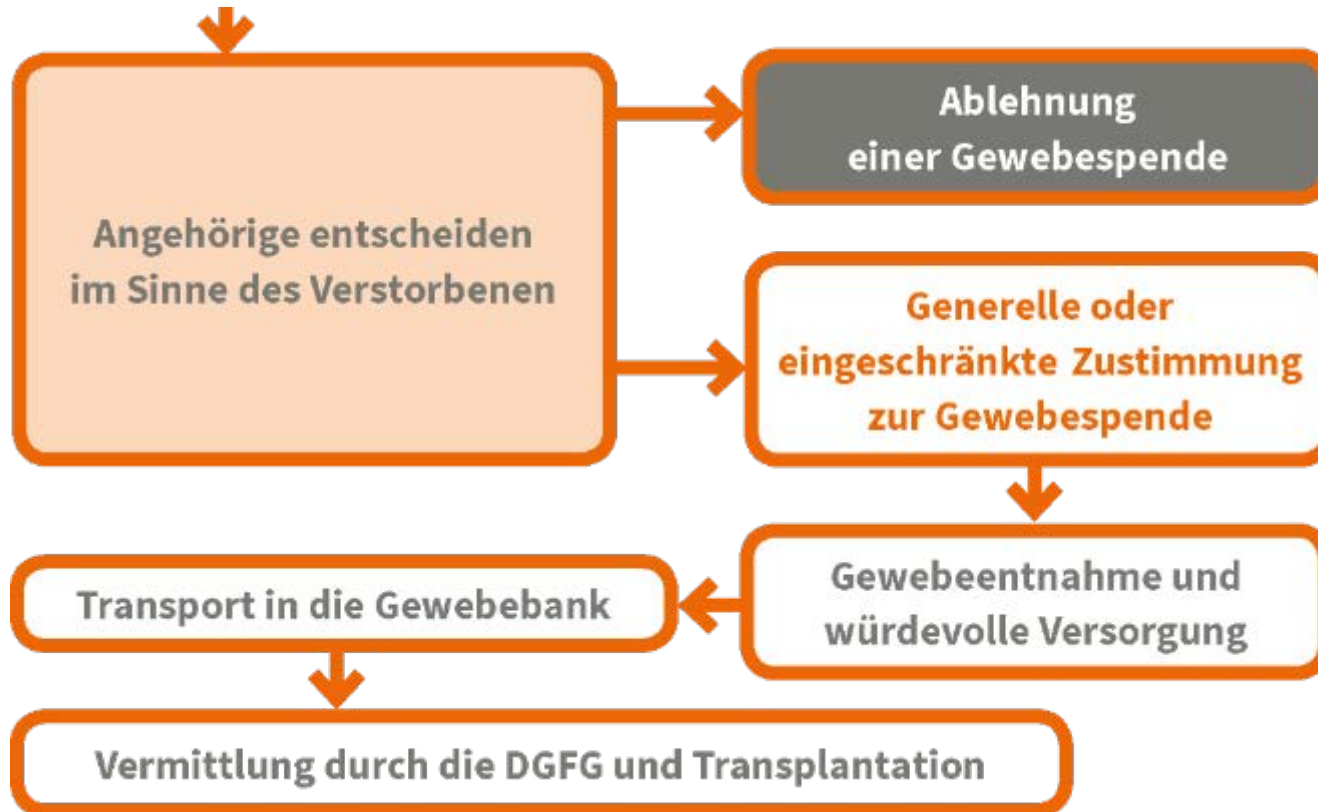 Angehörige entscheiden
im Sinne des Verstorbenen
Ablehnung
einer Gewebespende
Generelle oder
eingeschränkte Zustimmung
zur Gewebespende
Gewebeentnahme und
würdevolle Versorgung
Transport in die Gewebebank
Vermittlung durch die DGFG und Transplantation